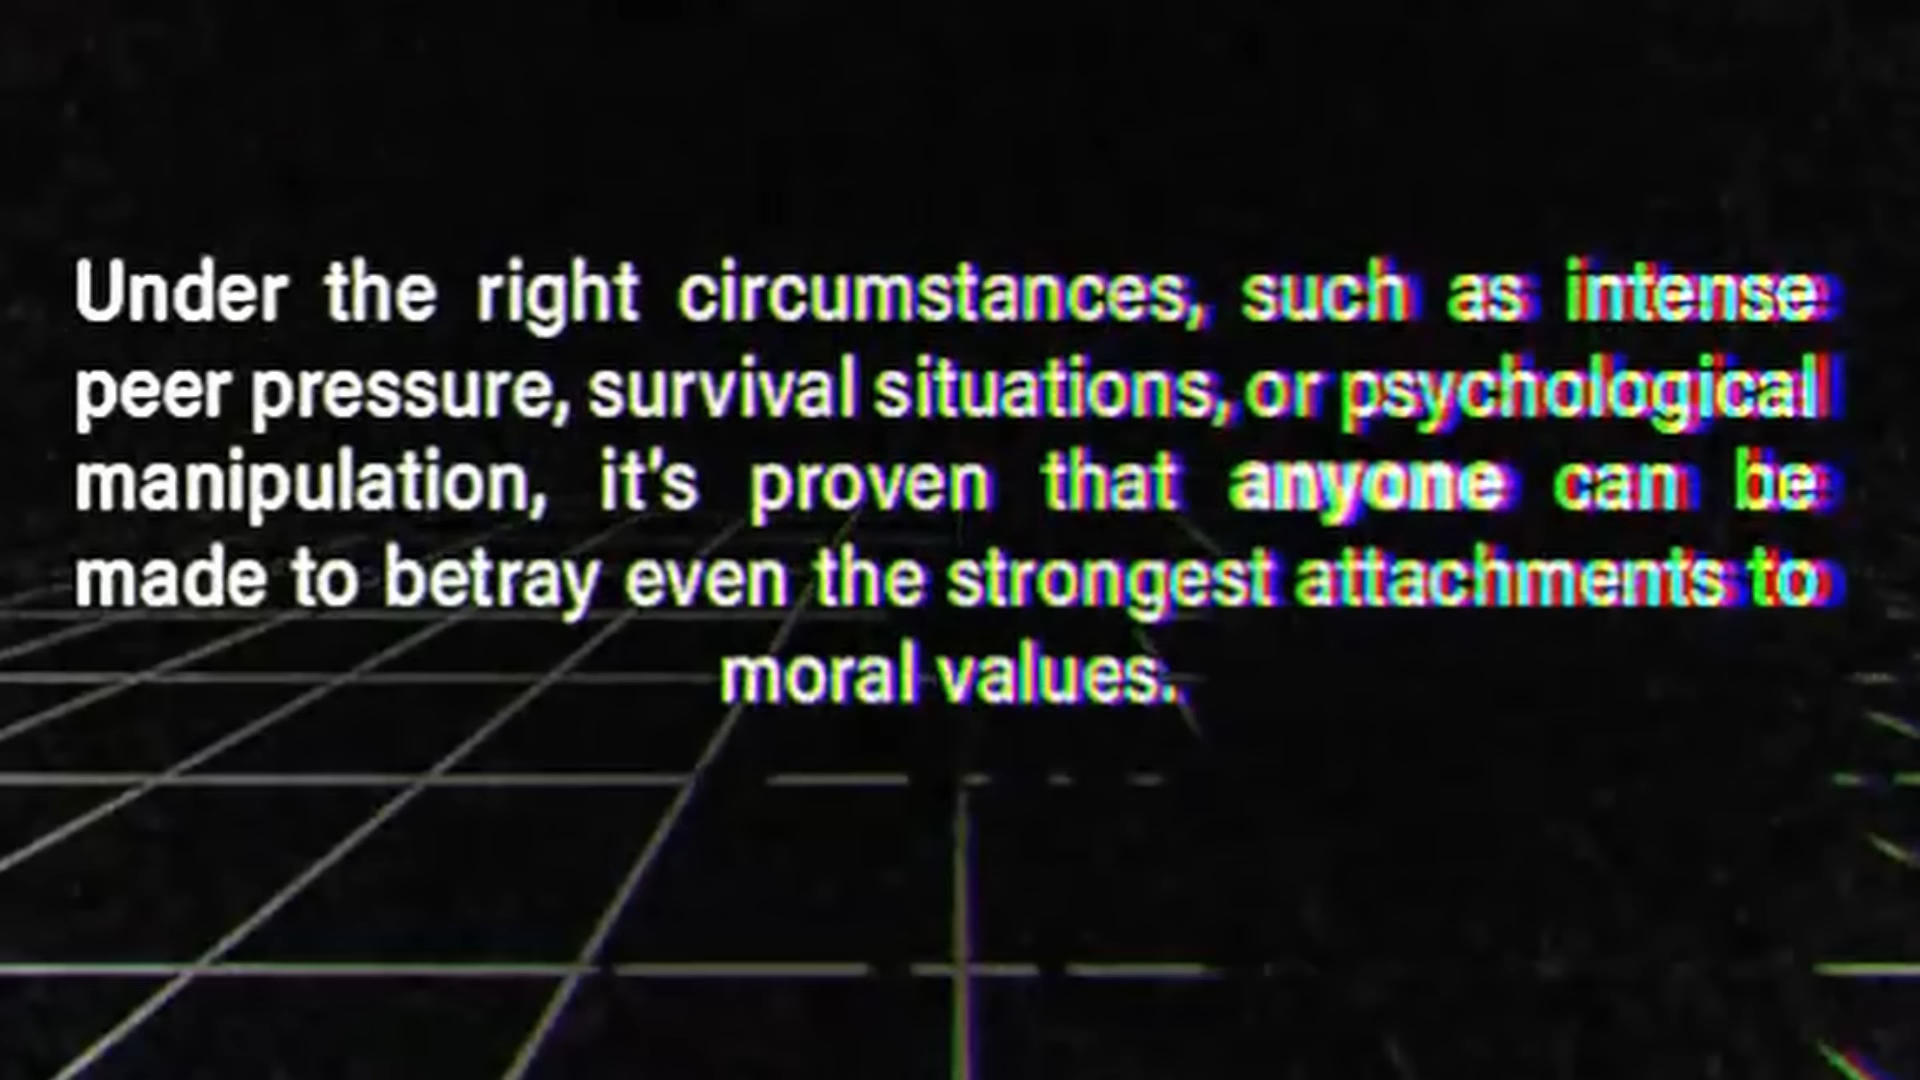 Under the right circumstances, such as intense
peer pressure, survival situations, or psychological
manipulation, it's proven that anyone can be
made to betray even the strongest attachments to
moral values.